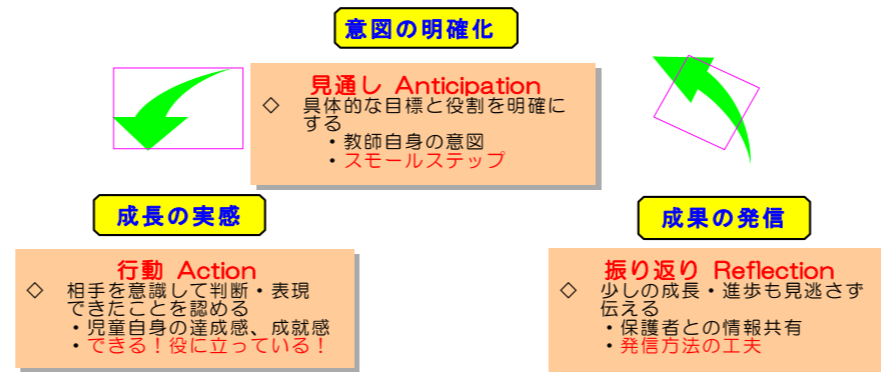 意図の明確化
見通し Anticipation
◇ 具体的な目標と役割を明確に
する
・教師自身の意図
・スモールステップ
成長の実感
行動 Action
◇ 相手を意識して判断・表現
できたことを認める
・児童自身の達成感、成就感
・できる！役に立っている！
成果の発信
振り返り Reflection
◇ 少しの成長・進歩も見逃さず
伝える
・保護者との情報共有
・発信方法の工夫